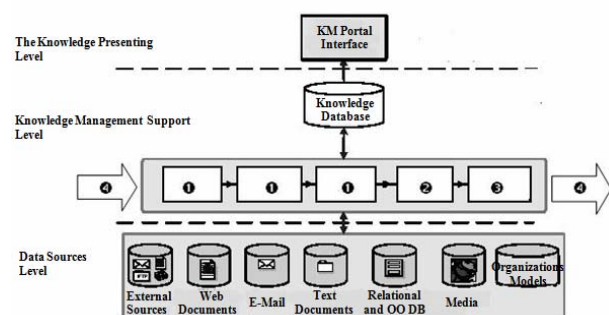 KM Portal
Interface
The Knowledge Presenting
Level
Knowledge
Database
Knowledge Management Support
Level
❹ ❶ ❶ ❶ ❷ ❸ ❹
Data Sources
Level
External
Sources
Web
Documents
E-Mail
Text
Documents
Relational
and OO DB
Media
Organizations
Models